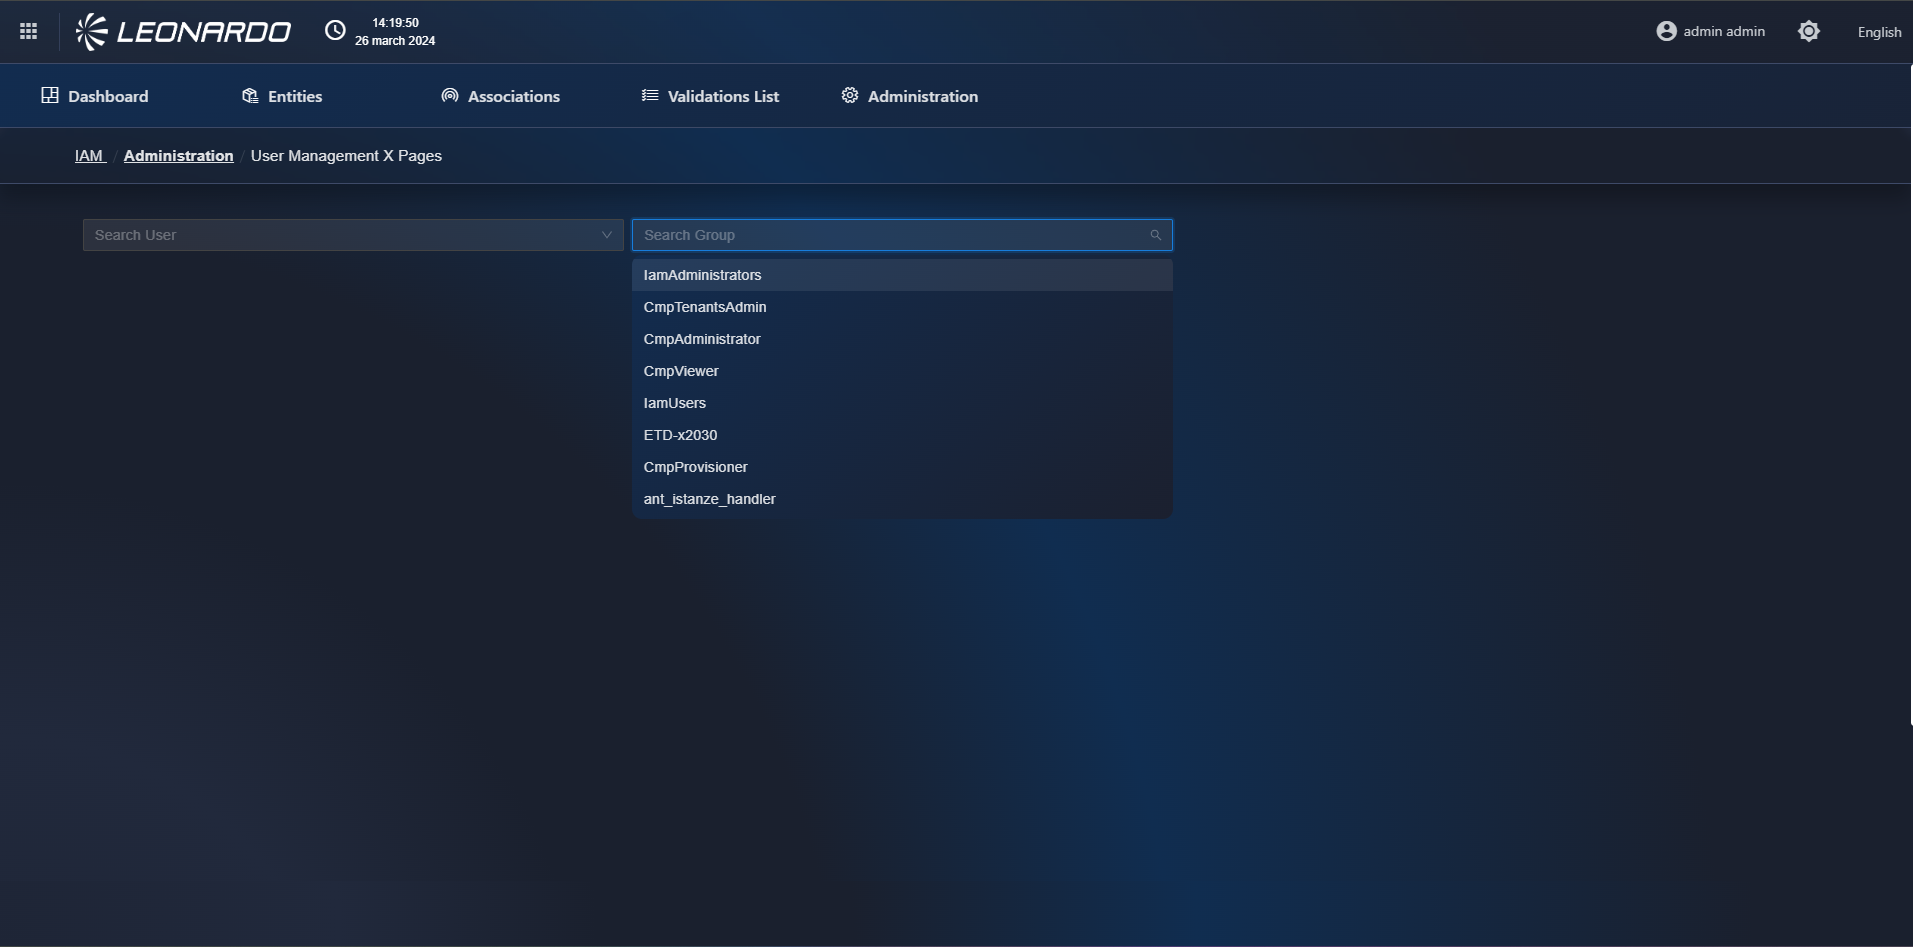 LEONARDO
14:19:50
26 march 2024
admin admin
English
Dashboard
Entities
Associations
Validations List
Administration
IAM / Administration / User Management X Pages
Search User
Search Group
IamAdministrators
CmpTenantsAdmin
CmpAdministrator
CmpViewer
IamUsers
ETD-x2030
CmpProvisioner
ant_istanze_handler